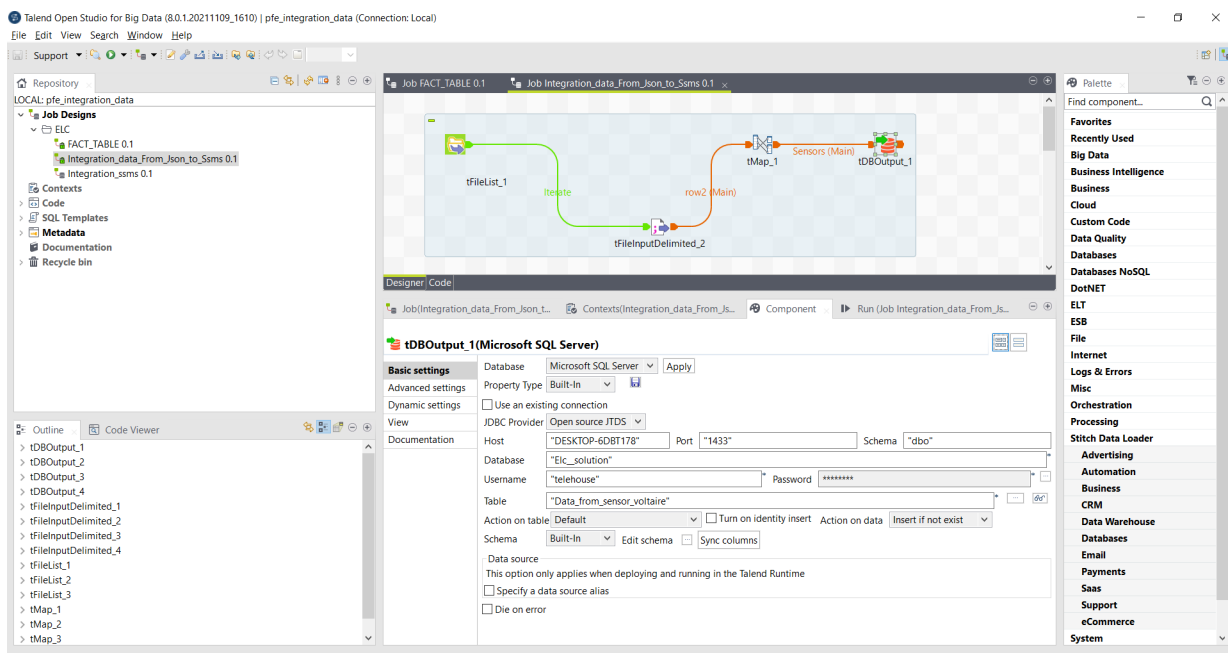 Talend Open Studio for Big Data (8.0.1.20211109_1610) | pfe_integration_data (Connection: Local)
File Edit View Search Window Help
Support
Repository
LOCAL: pfe_integration_data
Job Designs
ELC
FACT_TABLE 0.1
Integration_data_From_Json_to_Ssms 0.1
Integration_ssms 0.1
Contexts
Code
SQL Templates
Metadata
Documentation
Recycle bin
Outline
Code Viewer
tDBOutput_1
tDBOutput_2
tDBOutput_3
tDBOutput_4
tFileInputDelimited_1
tFileInputDelimited_2
tFileInputDelimited_3
tFileInputDelimited_4
tFileList_1
tFileList_2
tFileList_3
tMap_1
tMap_2
tMap_3
Job FACT_TABLE 0.1
Job Integration_data_From_Json_to_Ssms 0.1
tFileList_1
Iterate
tFileInputDelimited_2
row2 (Main)
tMap_1
Sensors (Main)
tDBOutput_1
Designer Code
Job(Integration_data_From_Json_t...
Contexts(Integration_data_From_Js...
Component
Run (Job Integration_data_From_Js...
tDBOutput_1(Microsoft SQL Server)
Basic settings
Advanced settings
Dynamic settings
View
Documentation
Database Microsoft SQL Server Apply
Property Type Built-In
Use an existing connection
JDBC Provider Open source JTDS
Host "DESKTOP-6DBT178" Port "1433" Schema "dbo"
Database "Elc__solution" *
Username "telehouse" * Password ******** *
Table "Data_from_sensor_voltaire" *
Action on table Default Turn on identity insert Action on data Insert if not exist
Schema Built-In Edit schema Sync columns
Data source
This option only applies when deploying and running in the Talend Runtime
Specify a data source alias
Die on error
Palette
Find component...
Favorites
Recently Used
Big Data
Business Intelligence
Business
Cloud
Custom Code
Data Quality
Databases
Databases NoSQL
DotNET
ELT
ESB
File
Internet
Logs & Errors
Misc
Orchestration
Processing
Stitch Data Loader
Advertising
Automation
Business
CRM
Data Warehouse
Databases
Email
Payments
Saas
Support
eCommerce
System